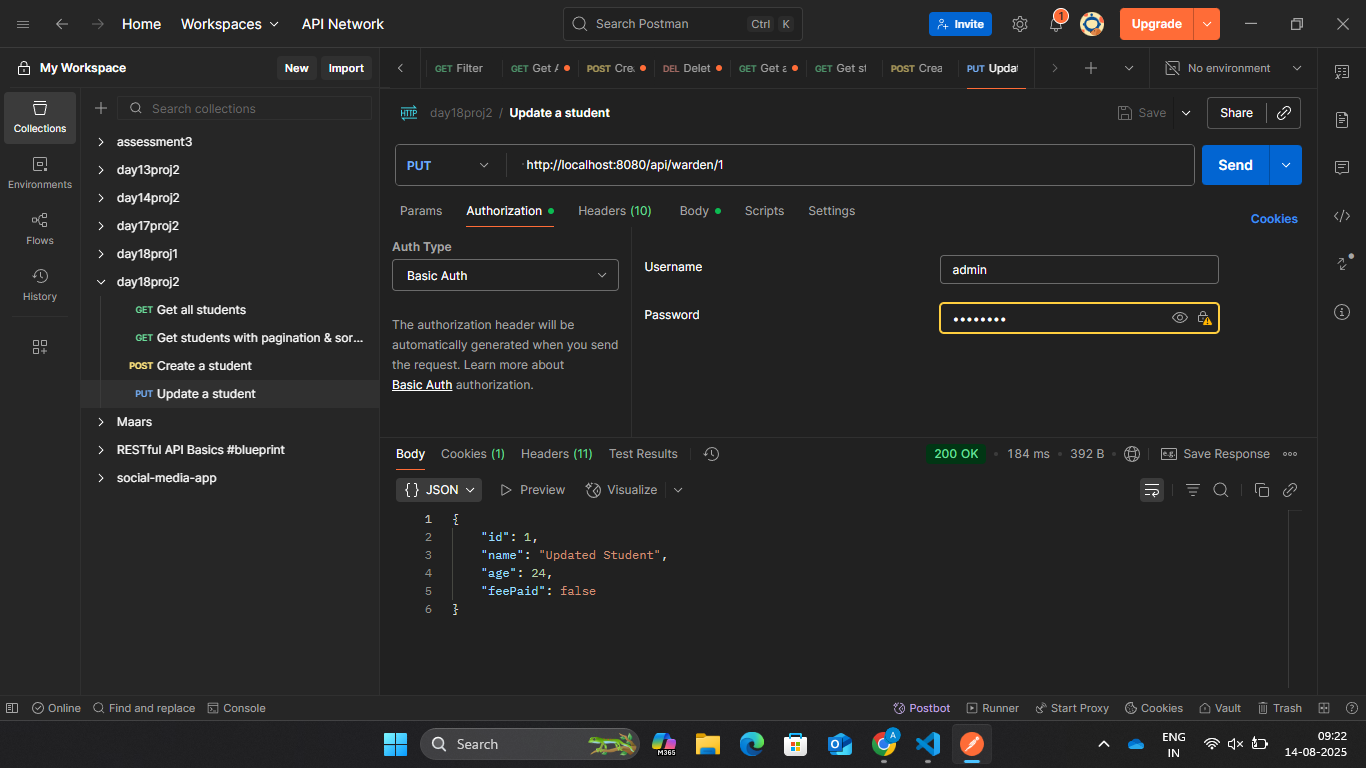 Home Workspaces API Network Search Postman Ctrl K Invite 1 Upgrade
My Workspace New Import
GET Filter GET Get A POST Crea DEL Delet GET Get a GET Get st POST Crea PUT Updat No environment
Collections
Environments
Flows
History
Search collections
assessment3
day13proj2
day14proj2
day17proj2
day18proj1
day18proj2
GET Get all students
GET Get students with pagination & sor...
POST Create a student
PUT Update a student
Maars
RESTful API Basics #blueprint
social-media-app
HTTP day18proj2 / Update a student Save Share
PUT http://localhost:8080/api/warden/1 Send
Params Authorization Headers (10) Body Scripts Settings Cookies
Auth Type
Basic Auth
The authorization header will be
automatically generated when you send
the request. Learn more about
Basic Auth authorization.
Username admin
Password ••••••••
Body Cookies (1) Headers (11) Test Results 200 OK 184 ms 392 B e.g. Save Response
{} JSON Preview Visualize
1 {
2 "id": 1,
3 "name": "Updated Student",
4 "age": 24,
5 "feePaid": false
6 }
Online Find and replace Console Postbot Runner Start Proxy Cookies Vault Trash
Search M365 A ENG IN 09:22 14-08-2025